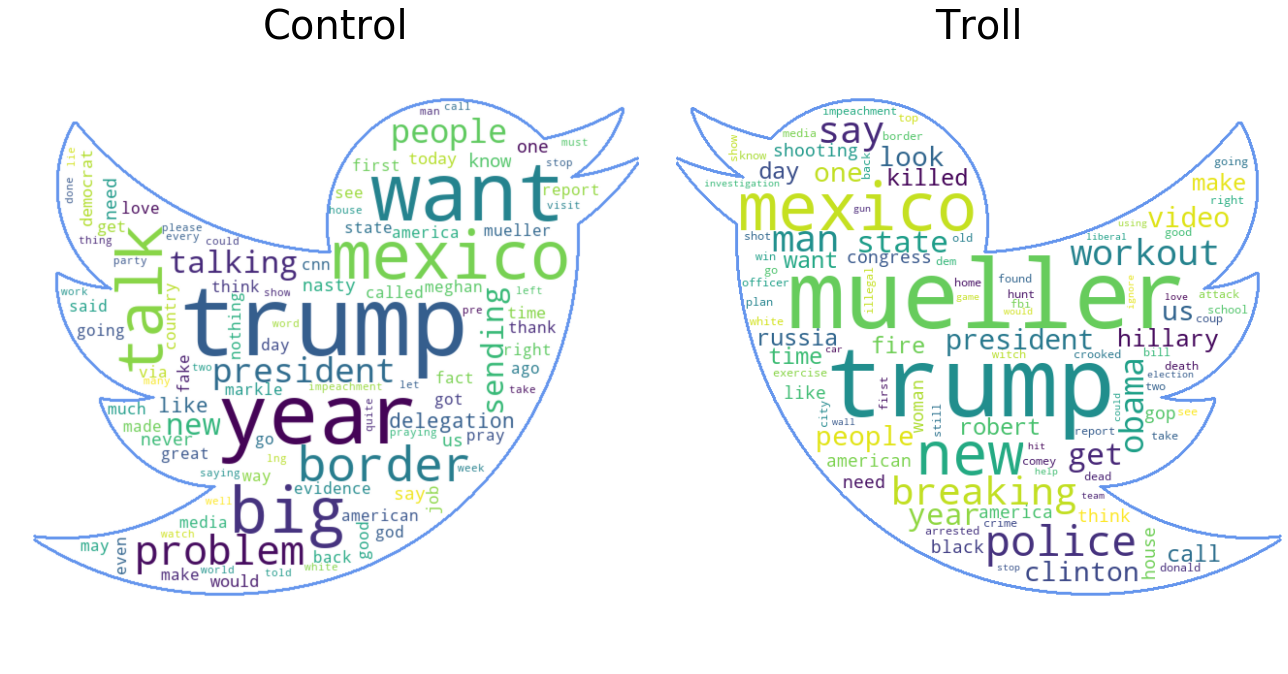 Control
Troll
man call
people
one
must
first
today
know
stop
want
report
see
house
visit
state
america
mueller
done
lie
democrat
need
love
get
thing
please
every
could
talk
party
talking
cnn
mexico
think
show
nasty
called
meghan
left
work
country
nothing
trump
sending
pre
time
said
going
word
thank
day
right
via
many
two
fake
president
impeachment
let
fact
ago
markle
take
much
like
year
quite
got
made
new
delegation
never
go
praying
us
pray
great
lng
border
week
saying
way
evidence
say
job
well
big
american
media
god
watch
good
may
even
problem
back
make
world
told
white
would
impeachment
top
media
say
border
show
know
shooting
back
look
day
one
killed
investigation
mexico
gun
going
make
right
using
video
good
shot
man
state
old
liberal
workout
win
want
congress
dem
go
officer
illegal
mueller
home
found
ignore
plan
game
hunt
fbi
would
love
attack
white
us
school
coup
russia
fire
president
hillary
time
car
witch
crooked
bill
exercise
death
trump
obama
election
two
like
first
woman
could
city
wall
still
robert
report
gop
see
people
take
new
hit
get
american
comey
help
dead
need
breaking
team
year
america
think
crime
arrested
black
police
house
call
stop
clinton
donald